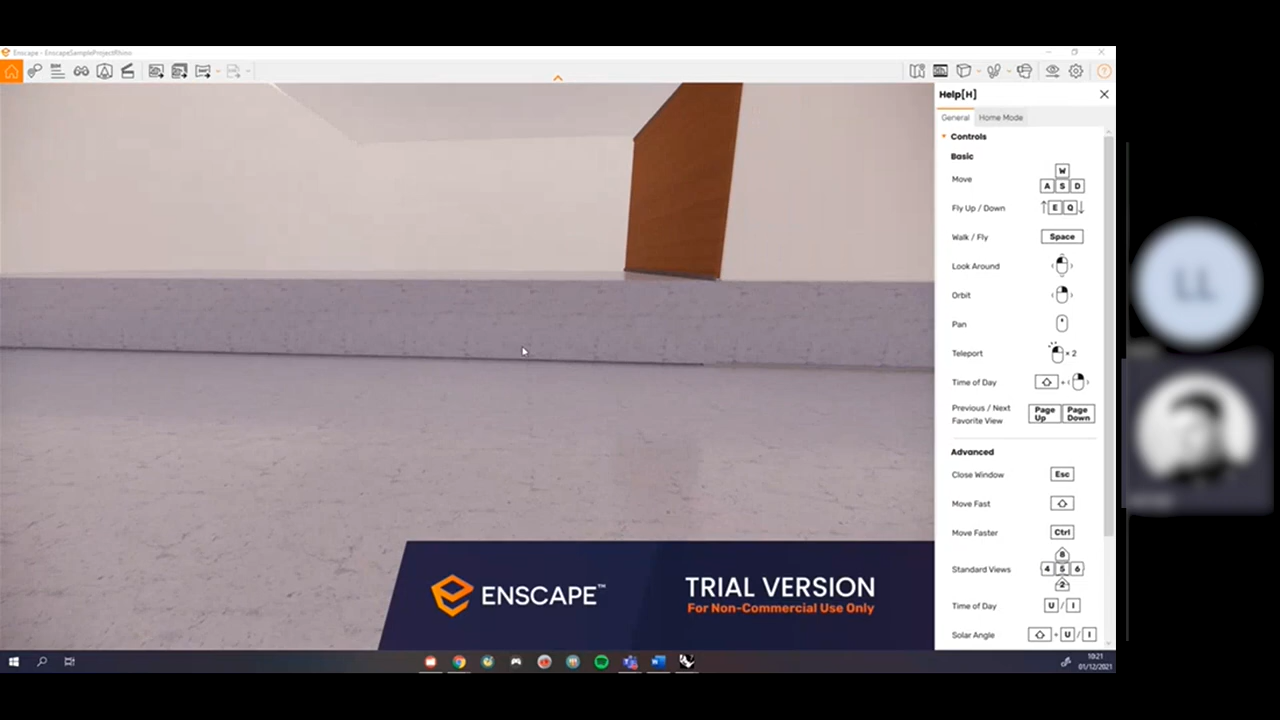 Enscape - EnscapeSampleProjectRhino
Help[H]
General Home Mode
Controls
Basic
Move
W
A S D
Fly Up / Down
E Q
Walk / Fly
Space
Look Around
Orbit
Pan
Teleport
× 2
Time of Day
+
Previous / Next
Favorite View
Page Up
Page Down
Advanced
Close Window
Esc
Move Fast
Move Faster
Ctrl
Standard Views
8
4 5 6
2
Time of Day
U / I
Solar Angle
+ U / I
ENSCAPE™
TRIAL VERSION
For Non-Commercial Use Only
10:21
01/12/2021
LL